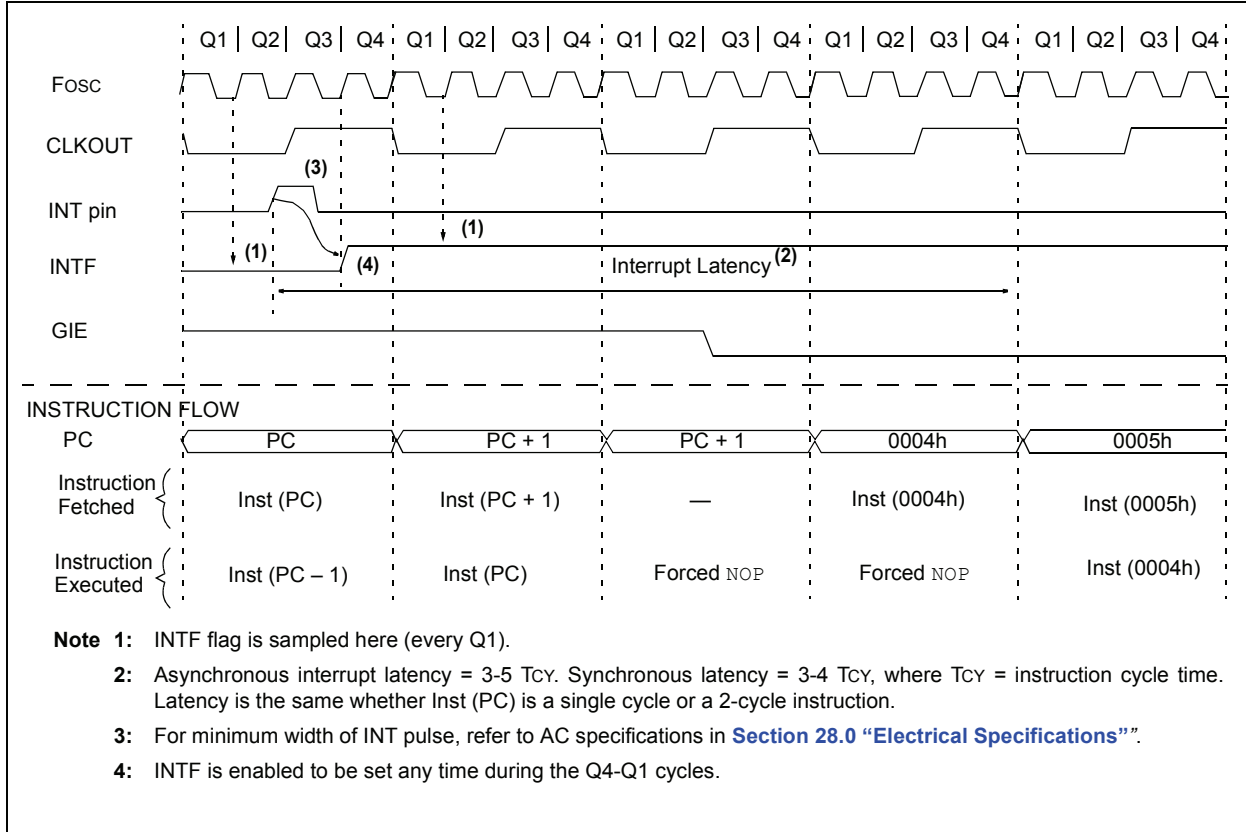 Q1 Q2 Q3 Q4 Q1 Q2 Q3 Q4 Q1 Q2 Q3 Q4 Q1 Q2 Q3 Q4 Q1 Q2 Q3 Q4
FOSC
CLKOUT
(3)
INT pin
(1) (1)
INTF (4) Interrupt Latency (2)
GIE
INSTRUCTION FLOW
PC PC PC + 1 PC + 1 0004h 0005h
Instruction
Fetched Inst (PC) Inst (PC + 1) — Inst (0004h) Inst (0005h)
Instruction
Executed Inst (PC – 1) Inst (PC) Forced NOP Forced NOP Inst (0004h)
Note 1: INTF flag is sampled here (every Q1).
2: Asynchronous interrupt latency = 3-5 TCY. Synchronous latency = 3-4 TCY, where TCY = instruction cycle time.
Latency is the same whether Inst (PC) is a single cycle or a 2-cycle instruction.
3: For minimum width of INT pulse, refer to AC specifications in Section 28.0 “Electrical Specifications””.
4: INTF is enabled to be set any time during the Q4-Q1 cycles.